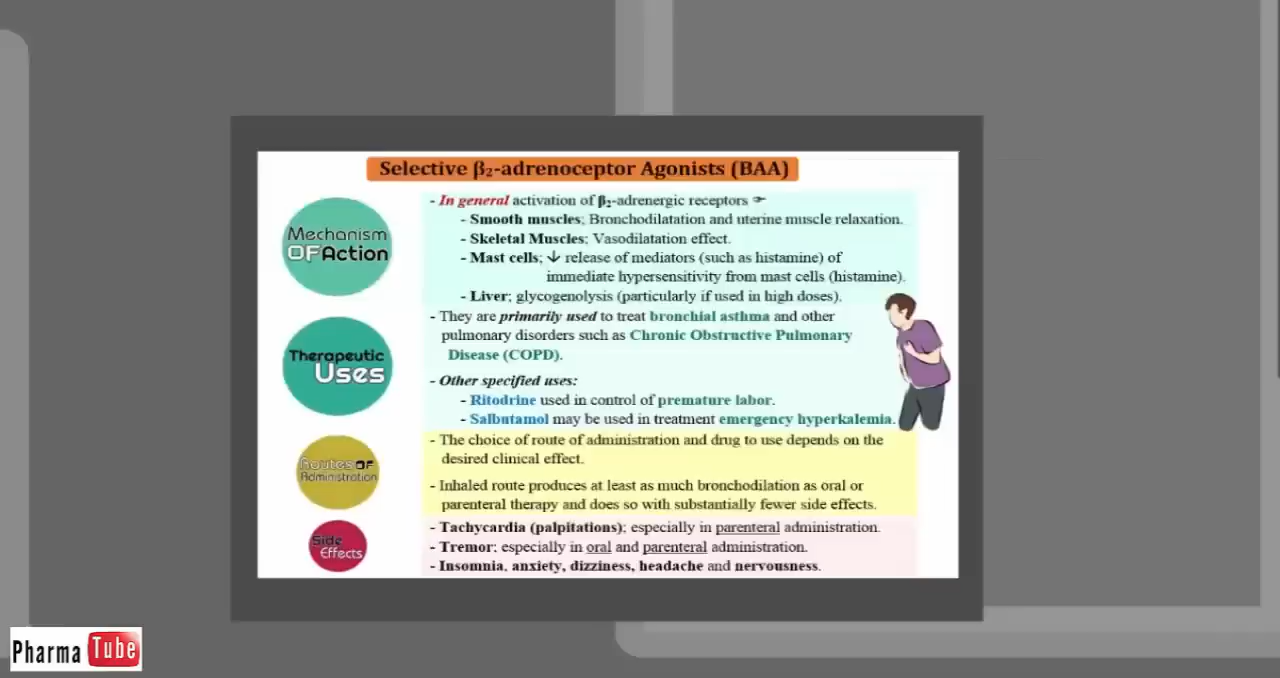 Selective β₂-adrenoceptor Agonists (BAA)
Mechanism
OF Action
- In general activation of β₂-adrenergic receptors ☛
- Smooth muscles; Bronchodilatation and uterine muscle relaxation.
- Skeletal Muscles; Vasodilatation effect.
- Mast cells; ↓ release of mediators (such as histamine) of
immediate hypersensitivity from mast cells (histamine).
- Liver; glycogenolysis (particularly if used in high doses).
Therapeutic
Uses
- They are primarily used to treat bronchial asthma and other
pulmonary disorders such as Chronic Obstructive Pulmonary
Disease (COPD).
- Other specified uses:
- Ritodrine used in control of premature labor.
- Salbutamol may be used in treatment emergency hyperkalemia.
Routes OF
Administration
- The choice of route of administration and drug to use depends on the
desired clinical effect.
- Inhaled route produces at least as much bronchodilation as oral or
parenteral therapy and does so with substantially fewer side effects.
Side
Effects
- Tachycardia (palpitations); especially in parenteral administration.
- Tremor; especially in oral and parenteral administration.
- Insomnia, anxiety, dizziness, headache and nervousness.
Pharma Tube